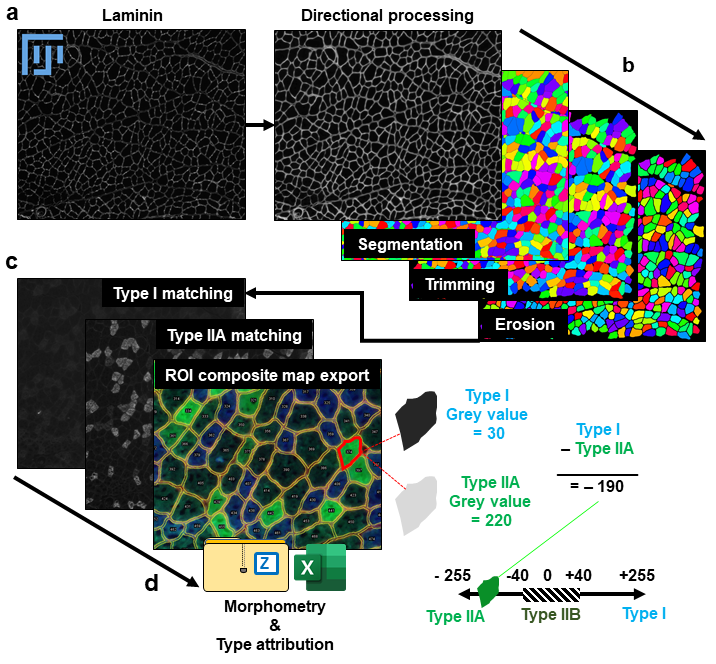 a
Laminin
Directional processing
b
Segmentation
Trimming
Erosion
c
Type I matching
Type IIA matching
ROI composite map export
Type I
Grey value
= 30
Type IIA
Grey value
= 220
Type I
– Type IIA
= – 190
d
Z
X
Morphometry
&
Type attribution
- 255 -40 0 +40 +255
Type IIA Type IIB Type I